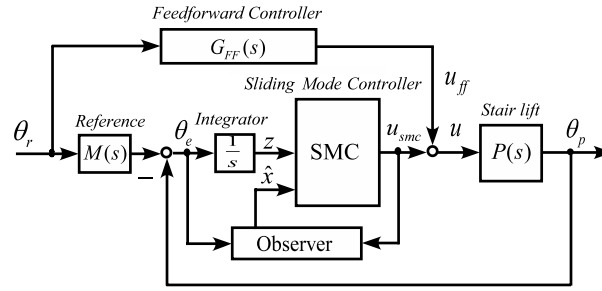 Feedforward Controller
G_FF(s)
Sliding Mode Controller
u_ff
Stair lift
Reference
Integrator
θ_r
M(s)
θ_e
1/s
z
SMC
u_smc
u
P(s)
θ_p
−
x̂
Observer